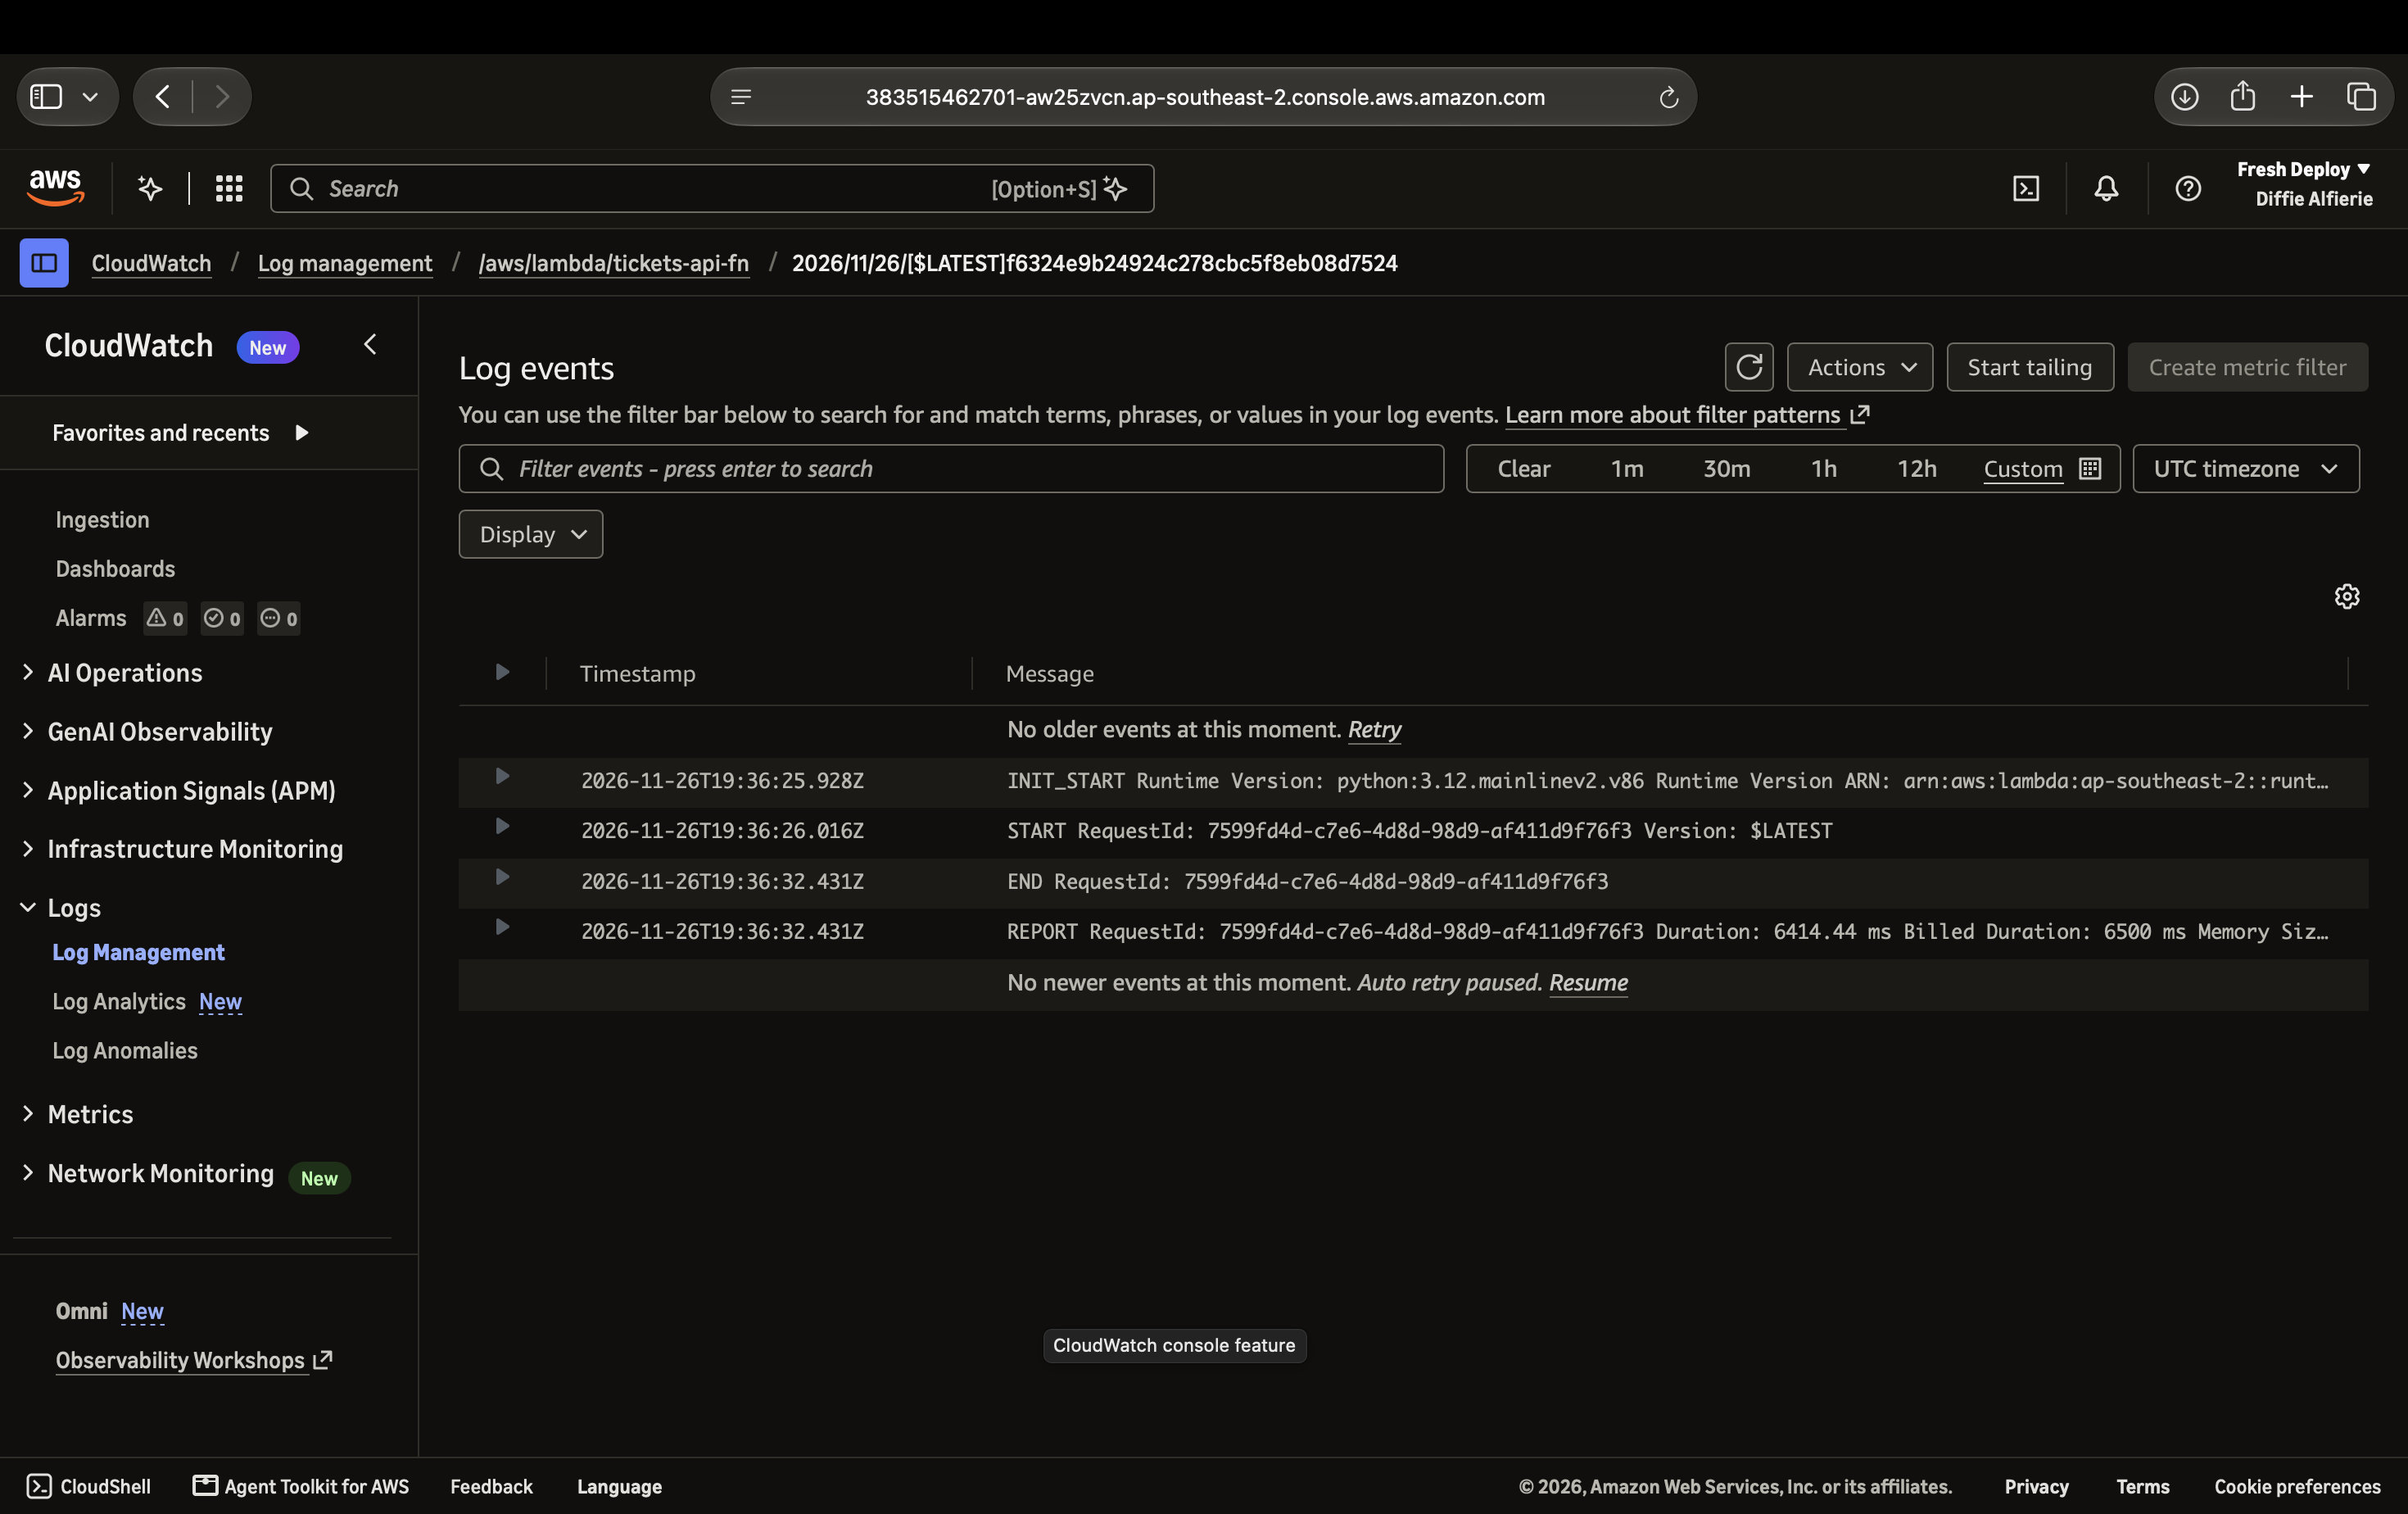 383515462701-aw25zvcn.ap-southeast-2.console.aws.amazon.com
aws
Search [Option+S]
Fresh Deploy
Diffie Alfierie
CloudWatch / Log management / /aws/lambda/tickets-api-fn / 2026/11/26/[$LATEST]f6324e9b24924c278cbc5f8eb08d7524
CloudWatch New
Favorites and recents
Ingestion
Dashboards
Alarms 0 0 0
AI Operations
GenAI Observability
Application Signals (APM)
Infrastructure Monitoring
Logs
Log Management
Log Analytics New
Log Anomalies
Metrics
Network Monitoring New
Omni New
Observability Workshops
Log events
Actions
Start tailing
Create metric filter
You can use the filter bar below to search for and match terms, phrases, or values in your log events. Learn more about filter patterns
Filter events - press enter to search
Clear 1m 30m 1h 12h Custom
UTC timezone
Display
Timestamp Message
No older events at this moment. Retry
2026-11-26T19:36:25.928Z INIT_START Runtime Version: python:3.12.mainlinev2.v86 Runtime Version ARN: arn:aws:lambda:ap-southeast-2::runt…
2026-11-26T19:36:26.016Z START RequestId: 7599fd4d-c7e6-4d8d-98d9-af411d9f76f3 Version: $LATEST
2026-11-26T19:36:32.431Z END RequestId: 7599fd4d-c7e6-4d8d-98d9-af411d9f76f3
2026-11-26T19:36:32.431Z REPORT RequestId: 7599fd4d-c7e6-4d8d-98d9-af411d9f76f3 Duration: 6414.44 ms Billed Duration: 6500 ms Memory Siz…
No newer events at this moment. Auto retry paused. Resume
CloudWatch console feature
CloudShell
Agent Toolkit for AWS
Feedback
Language
© 2026, Amazon Web Services, Inc. or its affiliates.
Privacy
Terms
Cookie preferences